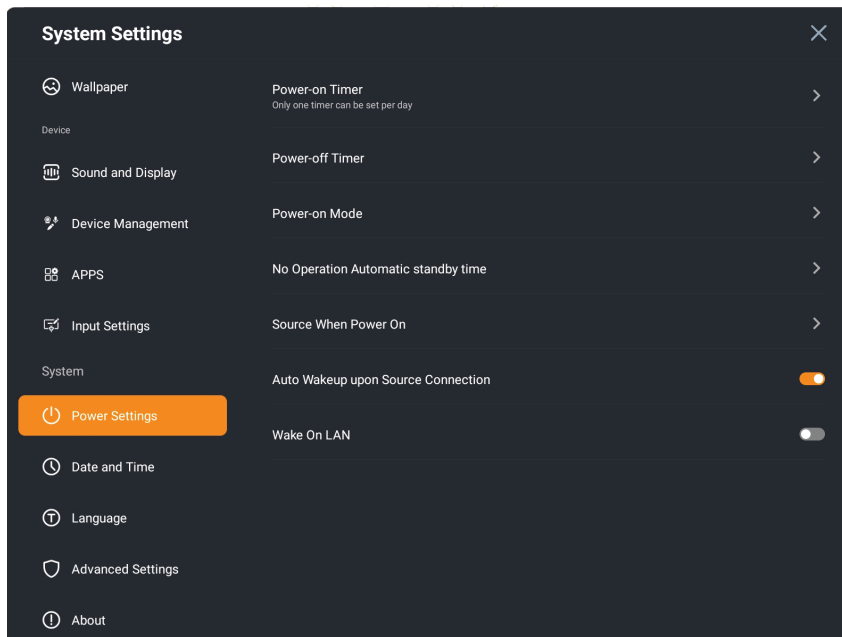 System Settings
Wallpaper
Device
Sound and Display
Device Management
APPS
Input Settings
System
Power Settings
Date and Time
Language
Advanced Settings
About
Power-on Timer
Only one timer can be set per day
Power-off Timer
Power-on Mode
No Operation Automatic standby time
Source When Power On
Auto Wakeup upon Source Connection
Wake On LAN